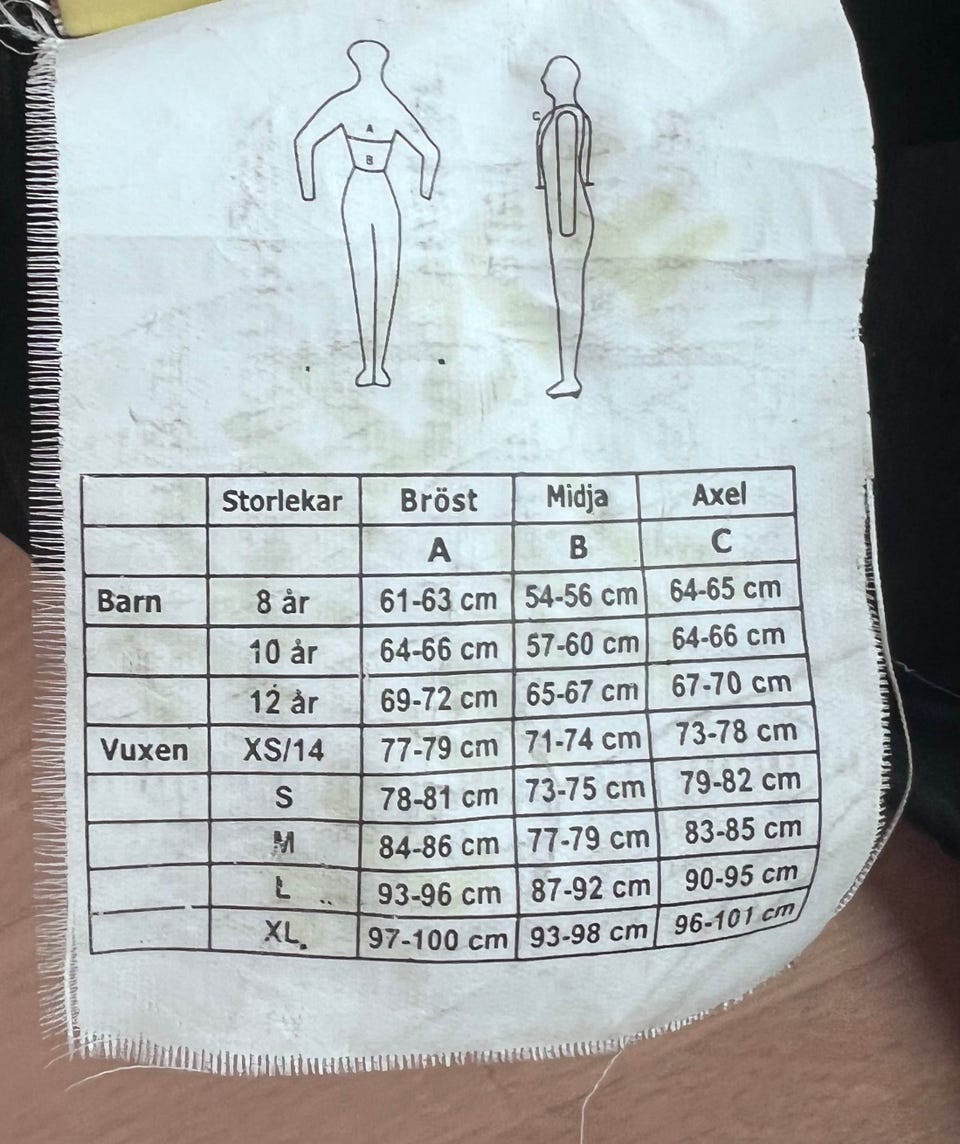 A
B
C
Storlekar Bröst Midja Axel
A B C
Barn 8 år 61-63 cm 54-56 cm 64-65 cm
10 år 64-66 cm 57-60 cm 64-66 cm
12 år 69-72 cm 65-67 cm 67-70 cm
Vuxen XS/14 77-79 cm 71-74 cm 73-78 cm
S 78-81 cm 73-75 cm 79-82 cm
M 84-86 cm 77-79 cm 83-85 cm
L 93-96 cm 87-92 cm 90-95 cm
XL 97-100 cm 93-98 cm 96-101 cm